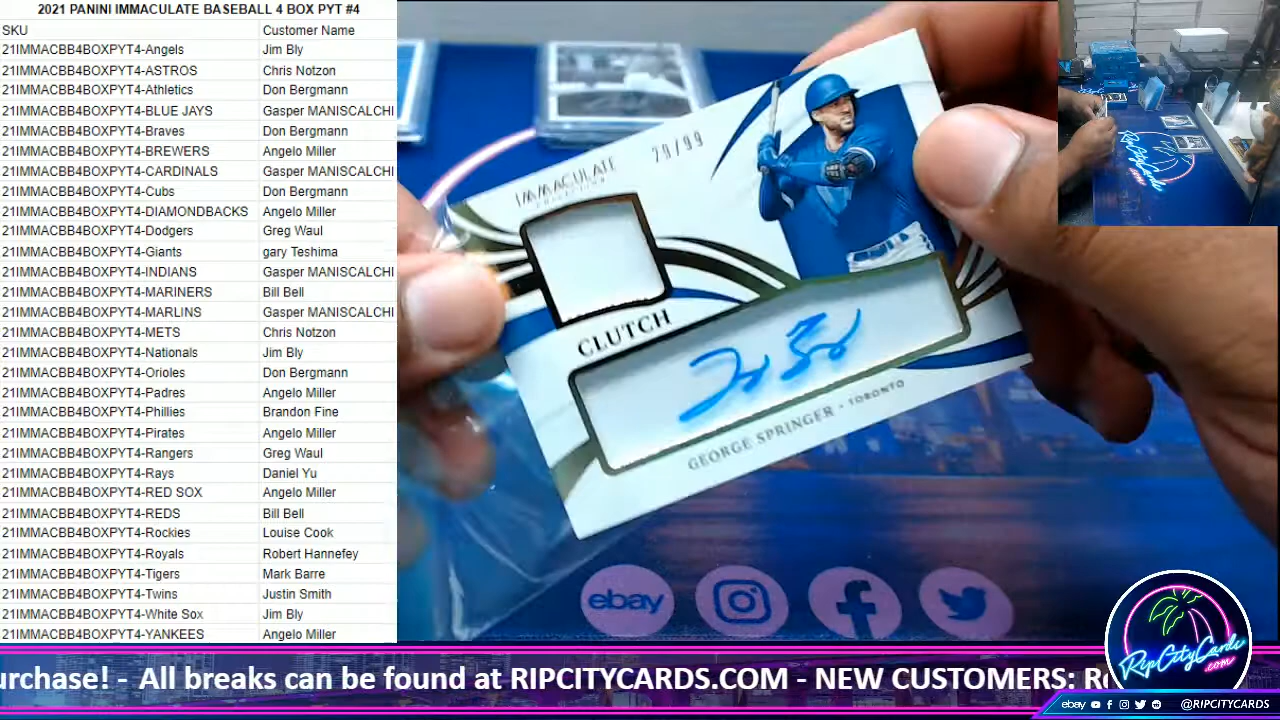 2021 PANINI IMMACULATE BASEBALL 4 BOX PYT #4
SKU Customer Name
21IMMACBB4BOXPYT4-Angels Jim Bly
21IMMACBB4BOXPYT4-ASTROS Chris Notzon
21IMMACBB4BOXPYT4-Athletics Don Bergmann
21IMMACBB4BOXPYT4-BLUE JAYS Gasper MANISCALCHI
21IMMACBB4BOXPYT4-Braves Don Bergmann
21IMMACBB4BOXPYT4-BREWERS Angelo Miller
21IMMACBB4BOXPYT4-CARDINALS Gasper MANISCALCHI
21IMMACBB4BOXPYT4-Cubs Don Bergmann
21IMMACBB4BOXPYT4-DIAMONDBACKS Angelo Miller
21IMMACBB4BOXPYT4-Dodgers Greg Waul
21IMMACBB4BOXPYT4-Giants gary Teshima
21IMMACBB4BOXPYT4-INDIANS Gasper MANISCALCHI
21IMMACBB4BOXPYT4-MARINERS Bill Bell
21IMMACBB4BOXPYT4-MARLINS Gasper MANISCALCHI
21IMMACBB4BOXPYT4-METS Chris Notzon
21IMMACBB4BOXPYT4-Nationals Jim Bly
21IMMACBB4BOXPYT4-Orioles Don Bergmann
21IMMACBB4BOXPYT4-Padres Angelo Miller
21IMMACBB4BOXPYT4-Phillies Brandon Fine
21IMMACBB4BOXPYT4-Pirates Angelo Miller
21IMMACBB4BOXPYT4-Rangers Greg Waul
21IMMACBB4BOXPYT4-Rays Daniel Yu
21IMMACBB4BOXPYT4-RED SOX Angelo Miller
21IMMACBB4BOXPYT4-REDS Bill Bell
21IMMACBB4BOXPYT4-Rockies Louise Cook
21IMMACBB4BOXPYT4-Royals Robert Hannefey
21IMMACBB4BOXPYT4-Tigers Mark Barre
21IMMACBB4BOXPYT4-Twins Justin Smith
21IMMACBB4BOXPYT4-White Sox Jim Bly
21IMMACBB4BOXPYT4-YANKEES Angelo Miller
29/99
IMMACULATE
COLLECTION
CLUTCH
GEORGE SPRINGER · TORONTO
RipCityCards
.com
ebay
urchase! - All breaks can be found at RIPCITYCARDS.COM - NEW CUSTOMERS:
RipCityCards
.com
ebay @RIPCITYCARDS